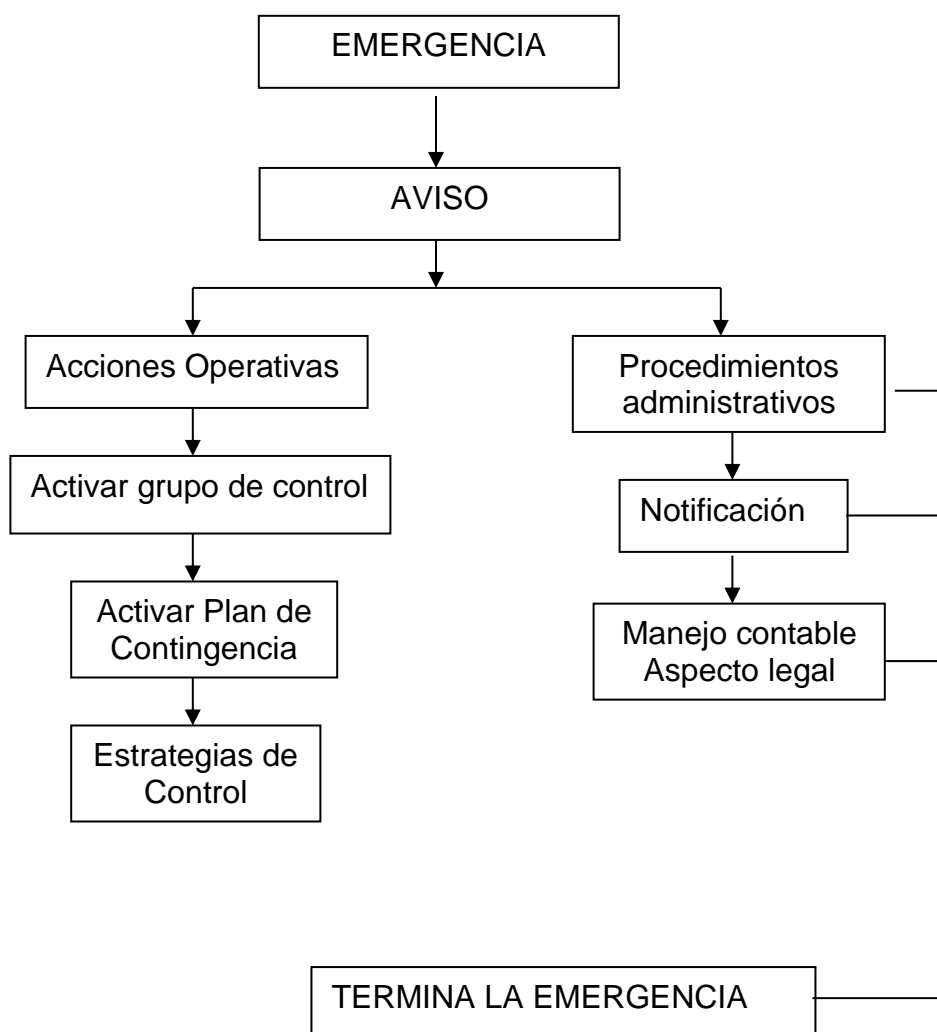 EMERGENCIA
AVISO
Acciones Operativas
Activar grupo de control
Activar Plan de
Contingencia
Estrategias de
Control
Procedimientos
administrativos
Notificación
Manejo contable
Aspecto legal
TERMINA LA EMERGENCIA